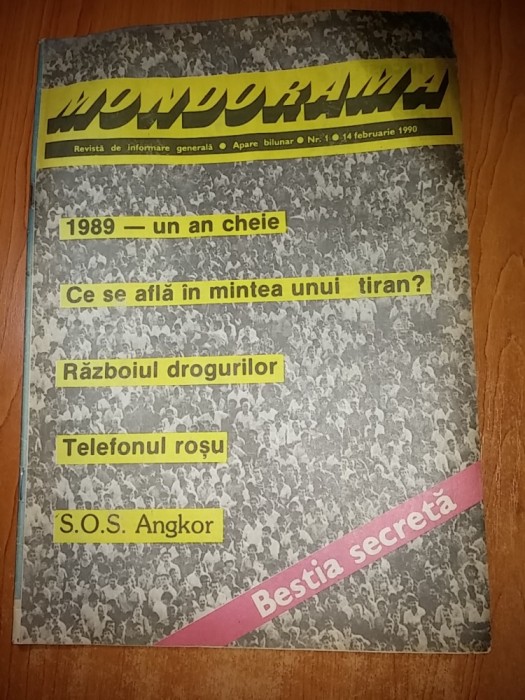 MONDORAMA
Revistă de informare generală ● Apare bilunar ● Nr. 1 ● 14 februarie 1990
1989 — un an cheie
Ce se află în mintea unui tiran?
Războiul drogurilor
Telefonul roșu
S.O.S. Angkor
Bestia secretă